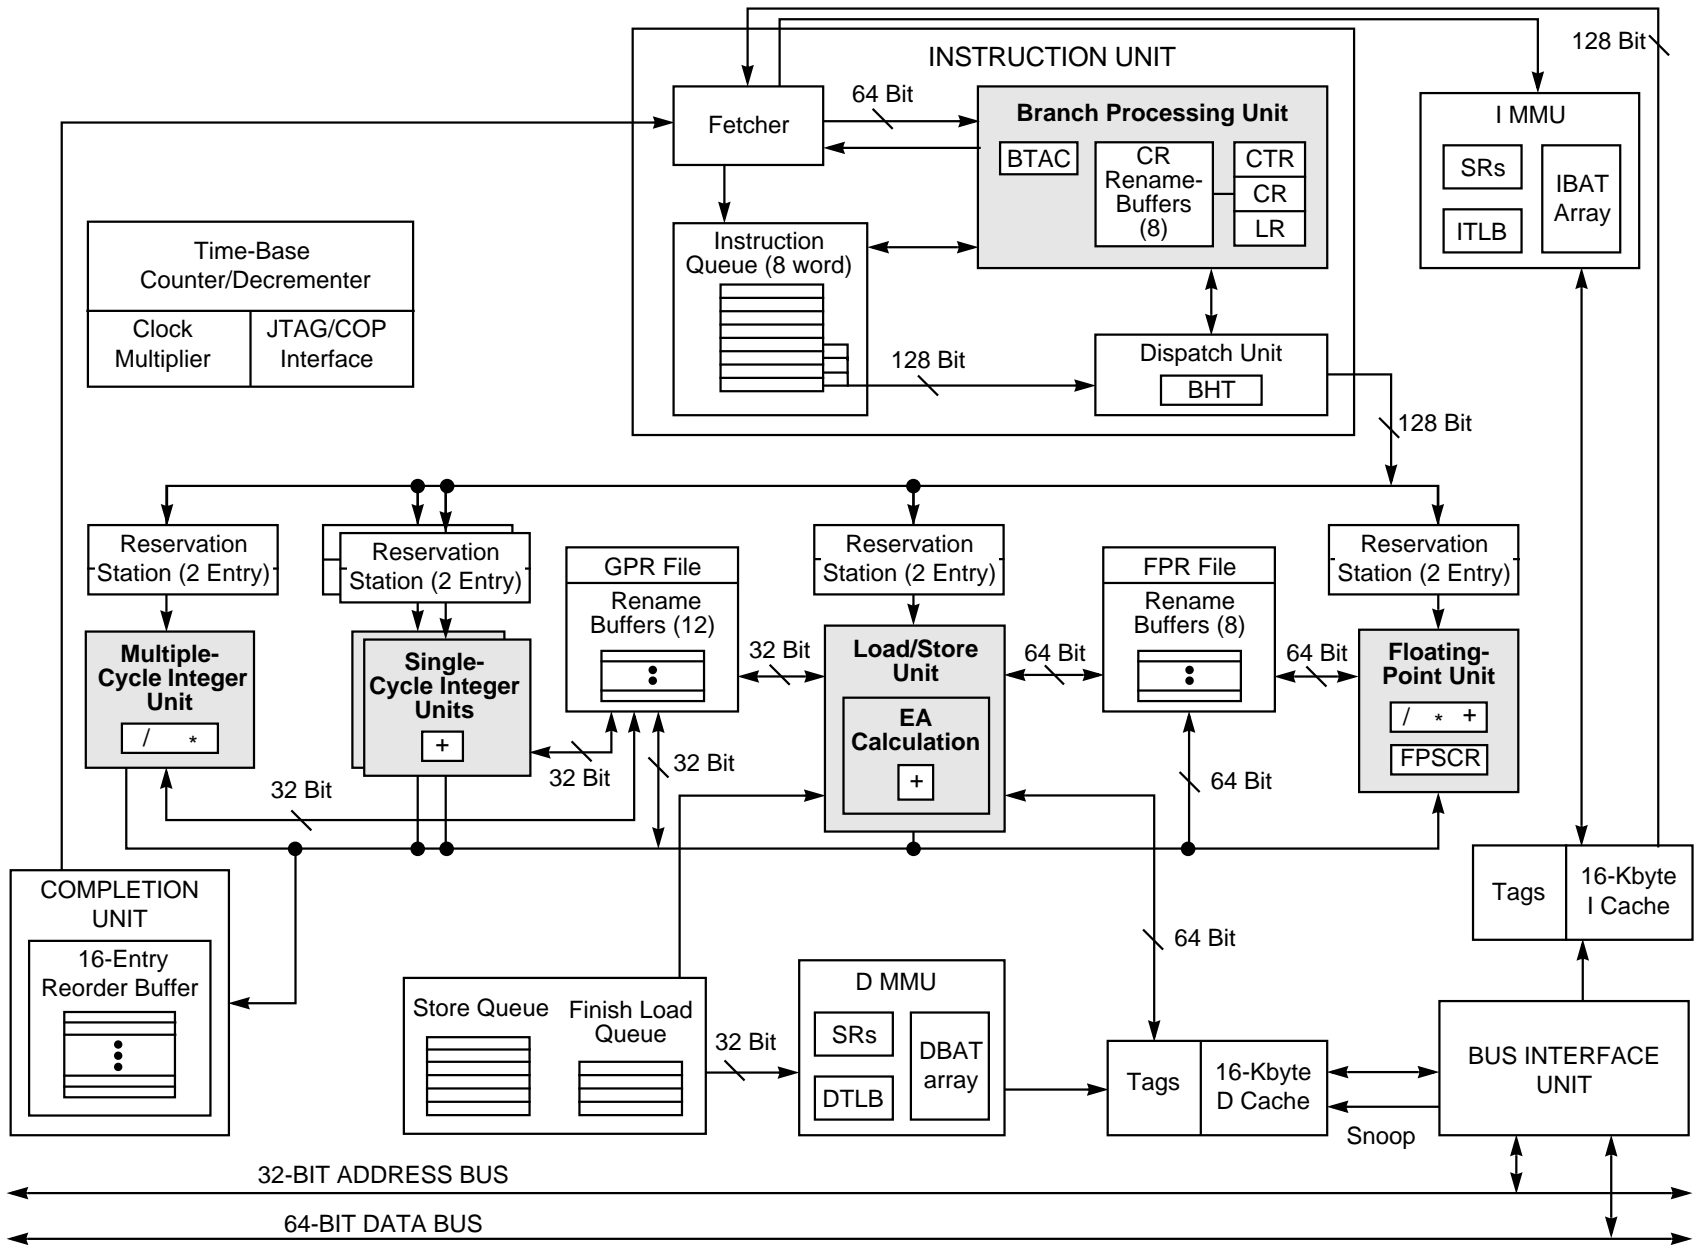 INSTRUCTION UNIT
128 Bit
Fetcher
64 Bit
Branch Processing Unit
BTAC
CR
Rename-
Buffers
(8)
CTR
CR
LR
I MMU
SRs
ITLB
IBAT
Array
Time-Base
Counter/Decrementer
Clock
Multiplier
JTAG/COP
Interface
Instruction
Queue (8 word)
128 Bit
Dispatch Unit
BHT
128 Bit
Reservation
Station (2 Entry)
Reservation
Station (2 Entry)
GPR File
Rename
Buffers (12)
Reservation
Station (2 Entry)
FPR File
Rename
Buffers (8)
Reservation
Station (2 Entry)
Multiple-
Cycle Integer
Unit
/ *
Single-
Cycle Integer
Units
+
32 Bit
32 Bit
32 Bit
32 Bit
Load/Store
Unit
EA
Calculation
+
64 Bit
64 Bit
64 Bit
Floating-
Point Unit
/ * +
FPSCR
COMPLETION
UNIT
16-Entry
Reorder Buffer
Store Queue
Finish Load
Queue
32 Bit
D MMU
SRs
DTLB
DBAT
array
64 Bit
Tags
16-Kbyte
D Cache
Tags
16-Kbyte
I Cache
BUS INTERFACE
UNIT
Snoop
32-BIT ADDRESS BUS
64-BIT DATA BUS